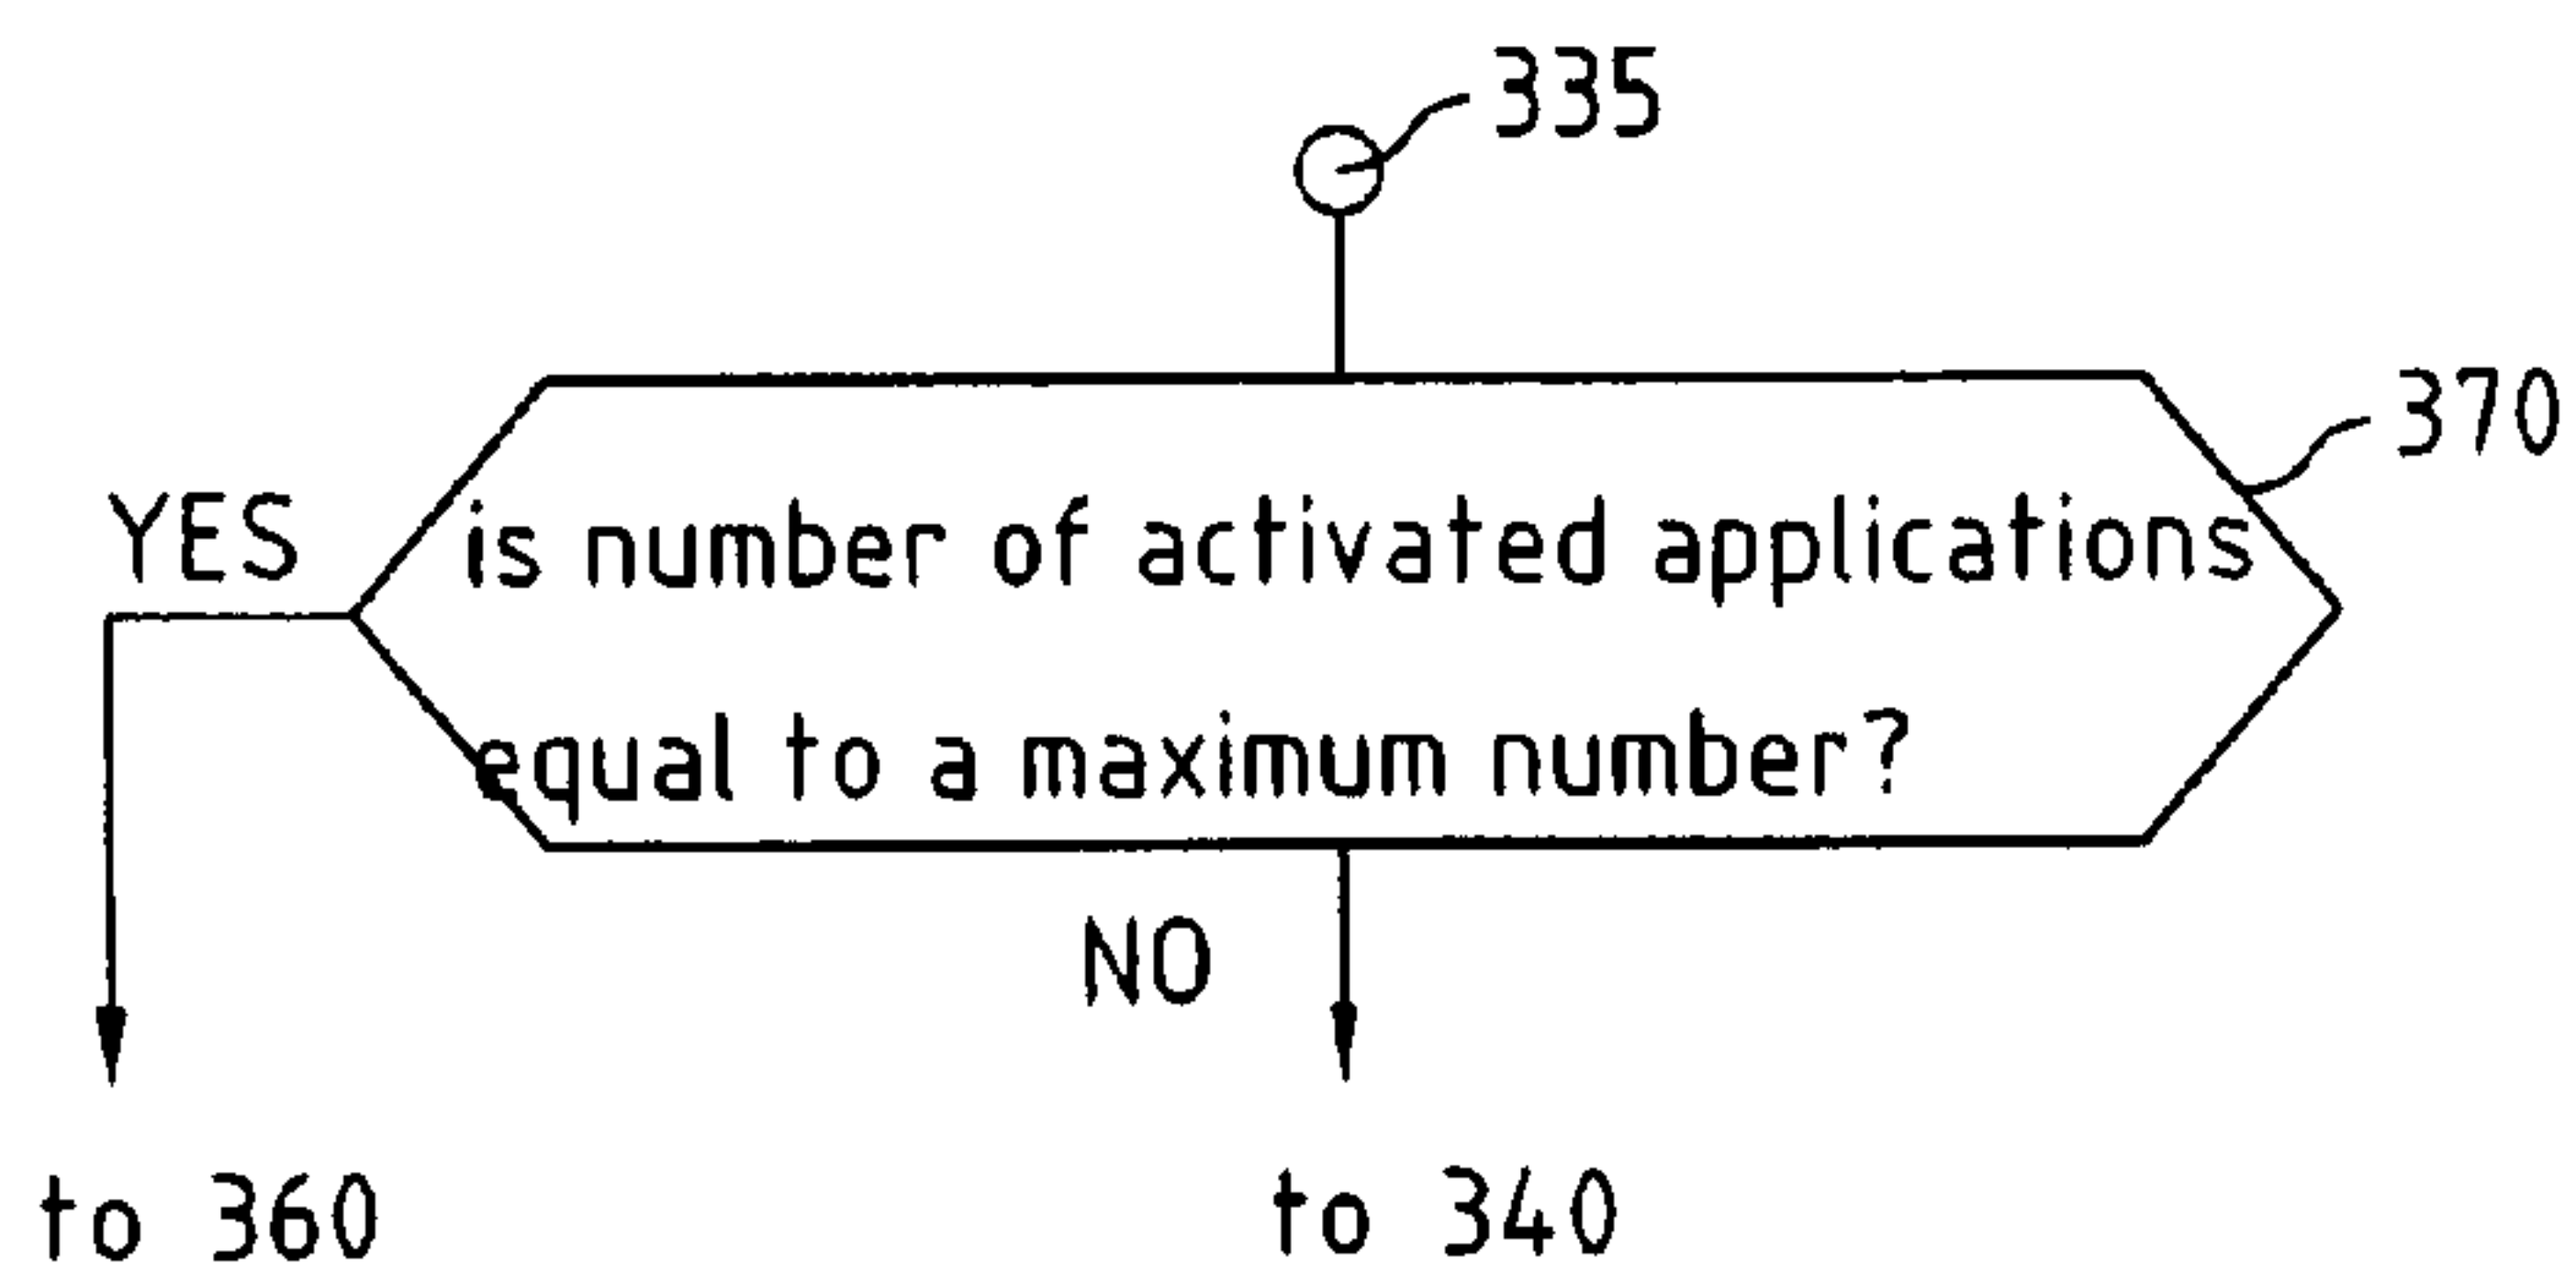 335
370
YES
is number of activated applications
equal to a maximum number?
NO
to 360
to 340